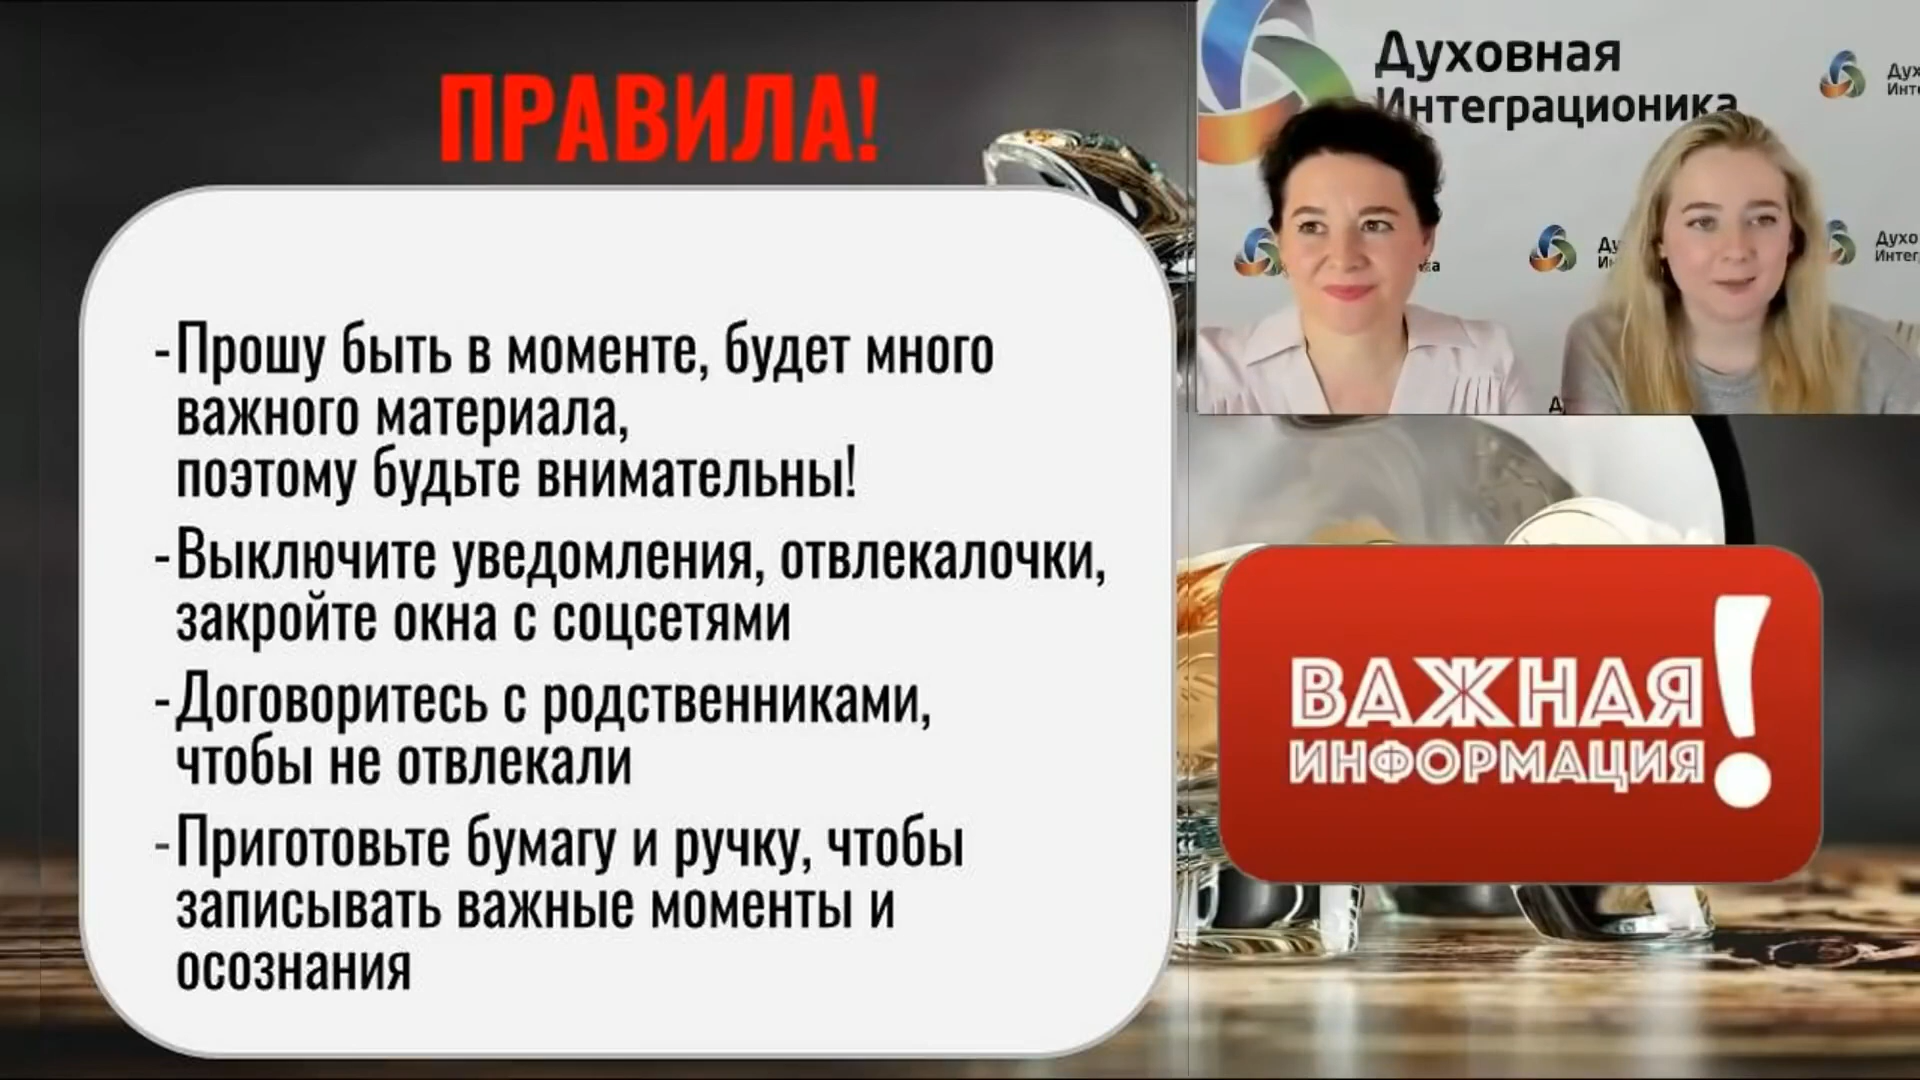 ПРАВИЛА!
-Прошу быть в моменте, будет много
важного материала,
поэтому будьте внимательны!
-Выключите уведомления, отвлекалочки,
закройте окна с соцсетями
-Договоритесь с родственниками,
чтобы не отвлекали
-Приготовьте бумагу и ручку, чтобы
записывать важные моменты и
осознания
Духовная
Интеграционика
ВАЖНАЯ
ИНФОРМАЦИЯ!